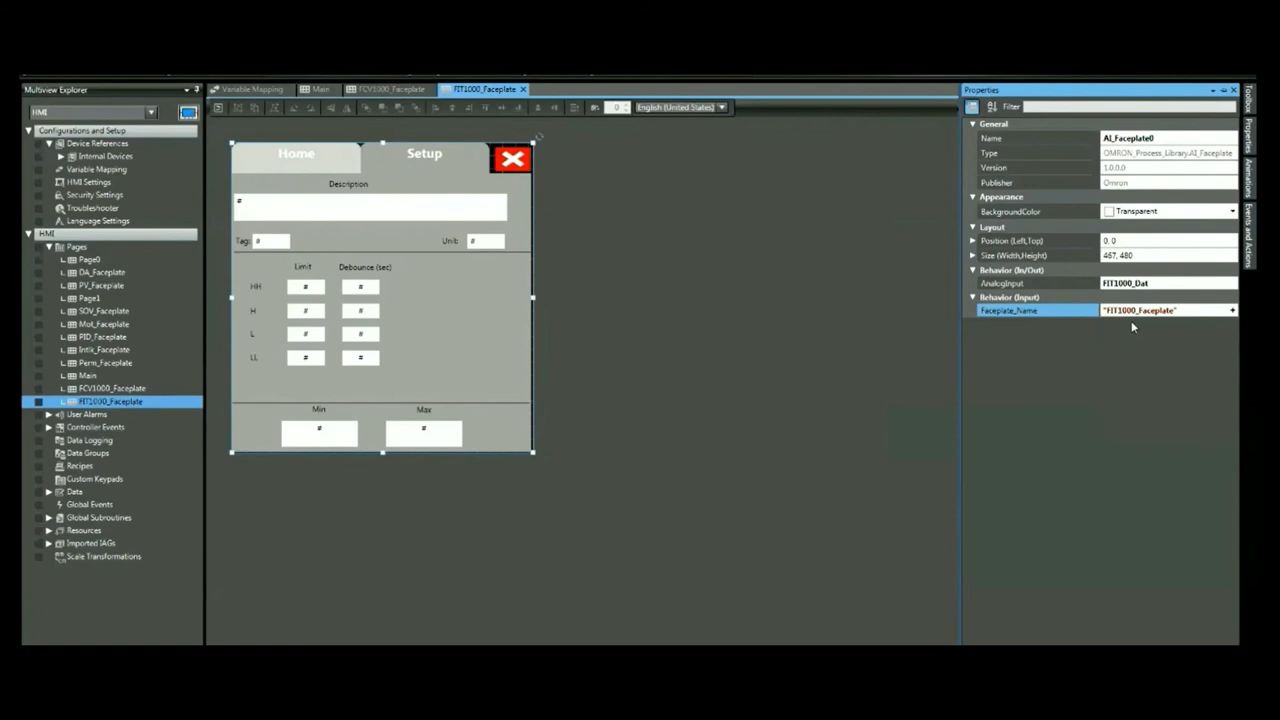 Multiview Explorer
HMI
Configurations and Setup
Device References
Internal Devices
Variable Mapping
HMI Settings
Security Settings
Troubleshooter
Language Settings
HMI
Pages
Page0
DA_Faceplate
PV_Faceplate
Page1
SOV_Faceplate
Mot_Faceplate
PID_Faceplate
Intlk_Faceplate
Perm_Faceplate
Main
FCV1000_Faceplate
FIT1000_Faceplate
User Alarms
Controller Events
Data Logging
Data Groups
Recipes
Custom Keypads
Data
Global Events
Global Subroutines
Resources
Imported IAGs
Scale Transformations
Variable Mapping
Main
FCV1000_Faceplate
FIT1000_Faceplate
0
English (United States)
Home
Setup
Description
#
Tag: #
Unit: #
Limit Debounce (sec)
HH # #
H # #
L # #
LL # #
Min Max
# #
Properties
Filter
General
Name AI_Faceplate0
Type OMRON_Process_Library.AI_Faceplate
Version 1.0.0.0
Publisher Omron
Appearance
BackgroundColor Transparent
Layout
Position (Left,Top) 0, 0
Size (Width,Height) 467, 480
Behavior (In/Out)
AnalogInput FIT1000_Dat
Behavior (Input)
Faceplate_Name "FIT1000_Faceplate"
Toolbox
Properties
Animations
Events and Actions